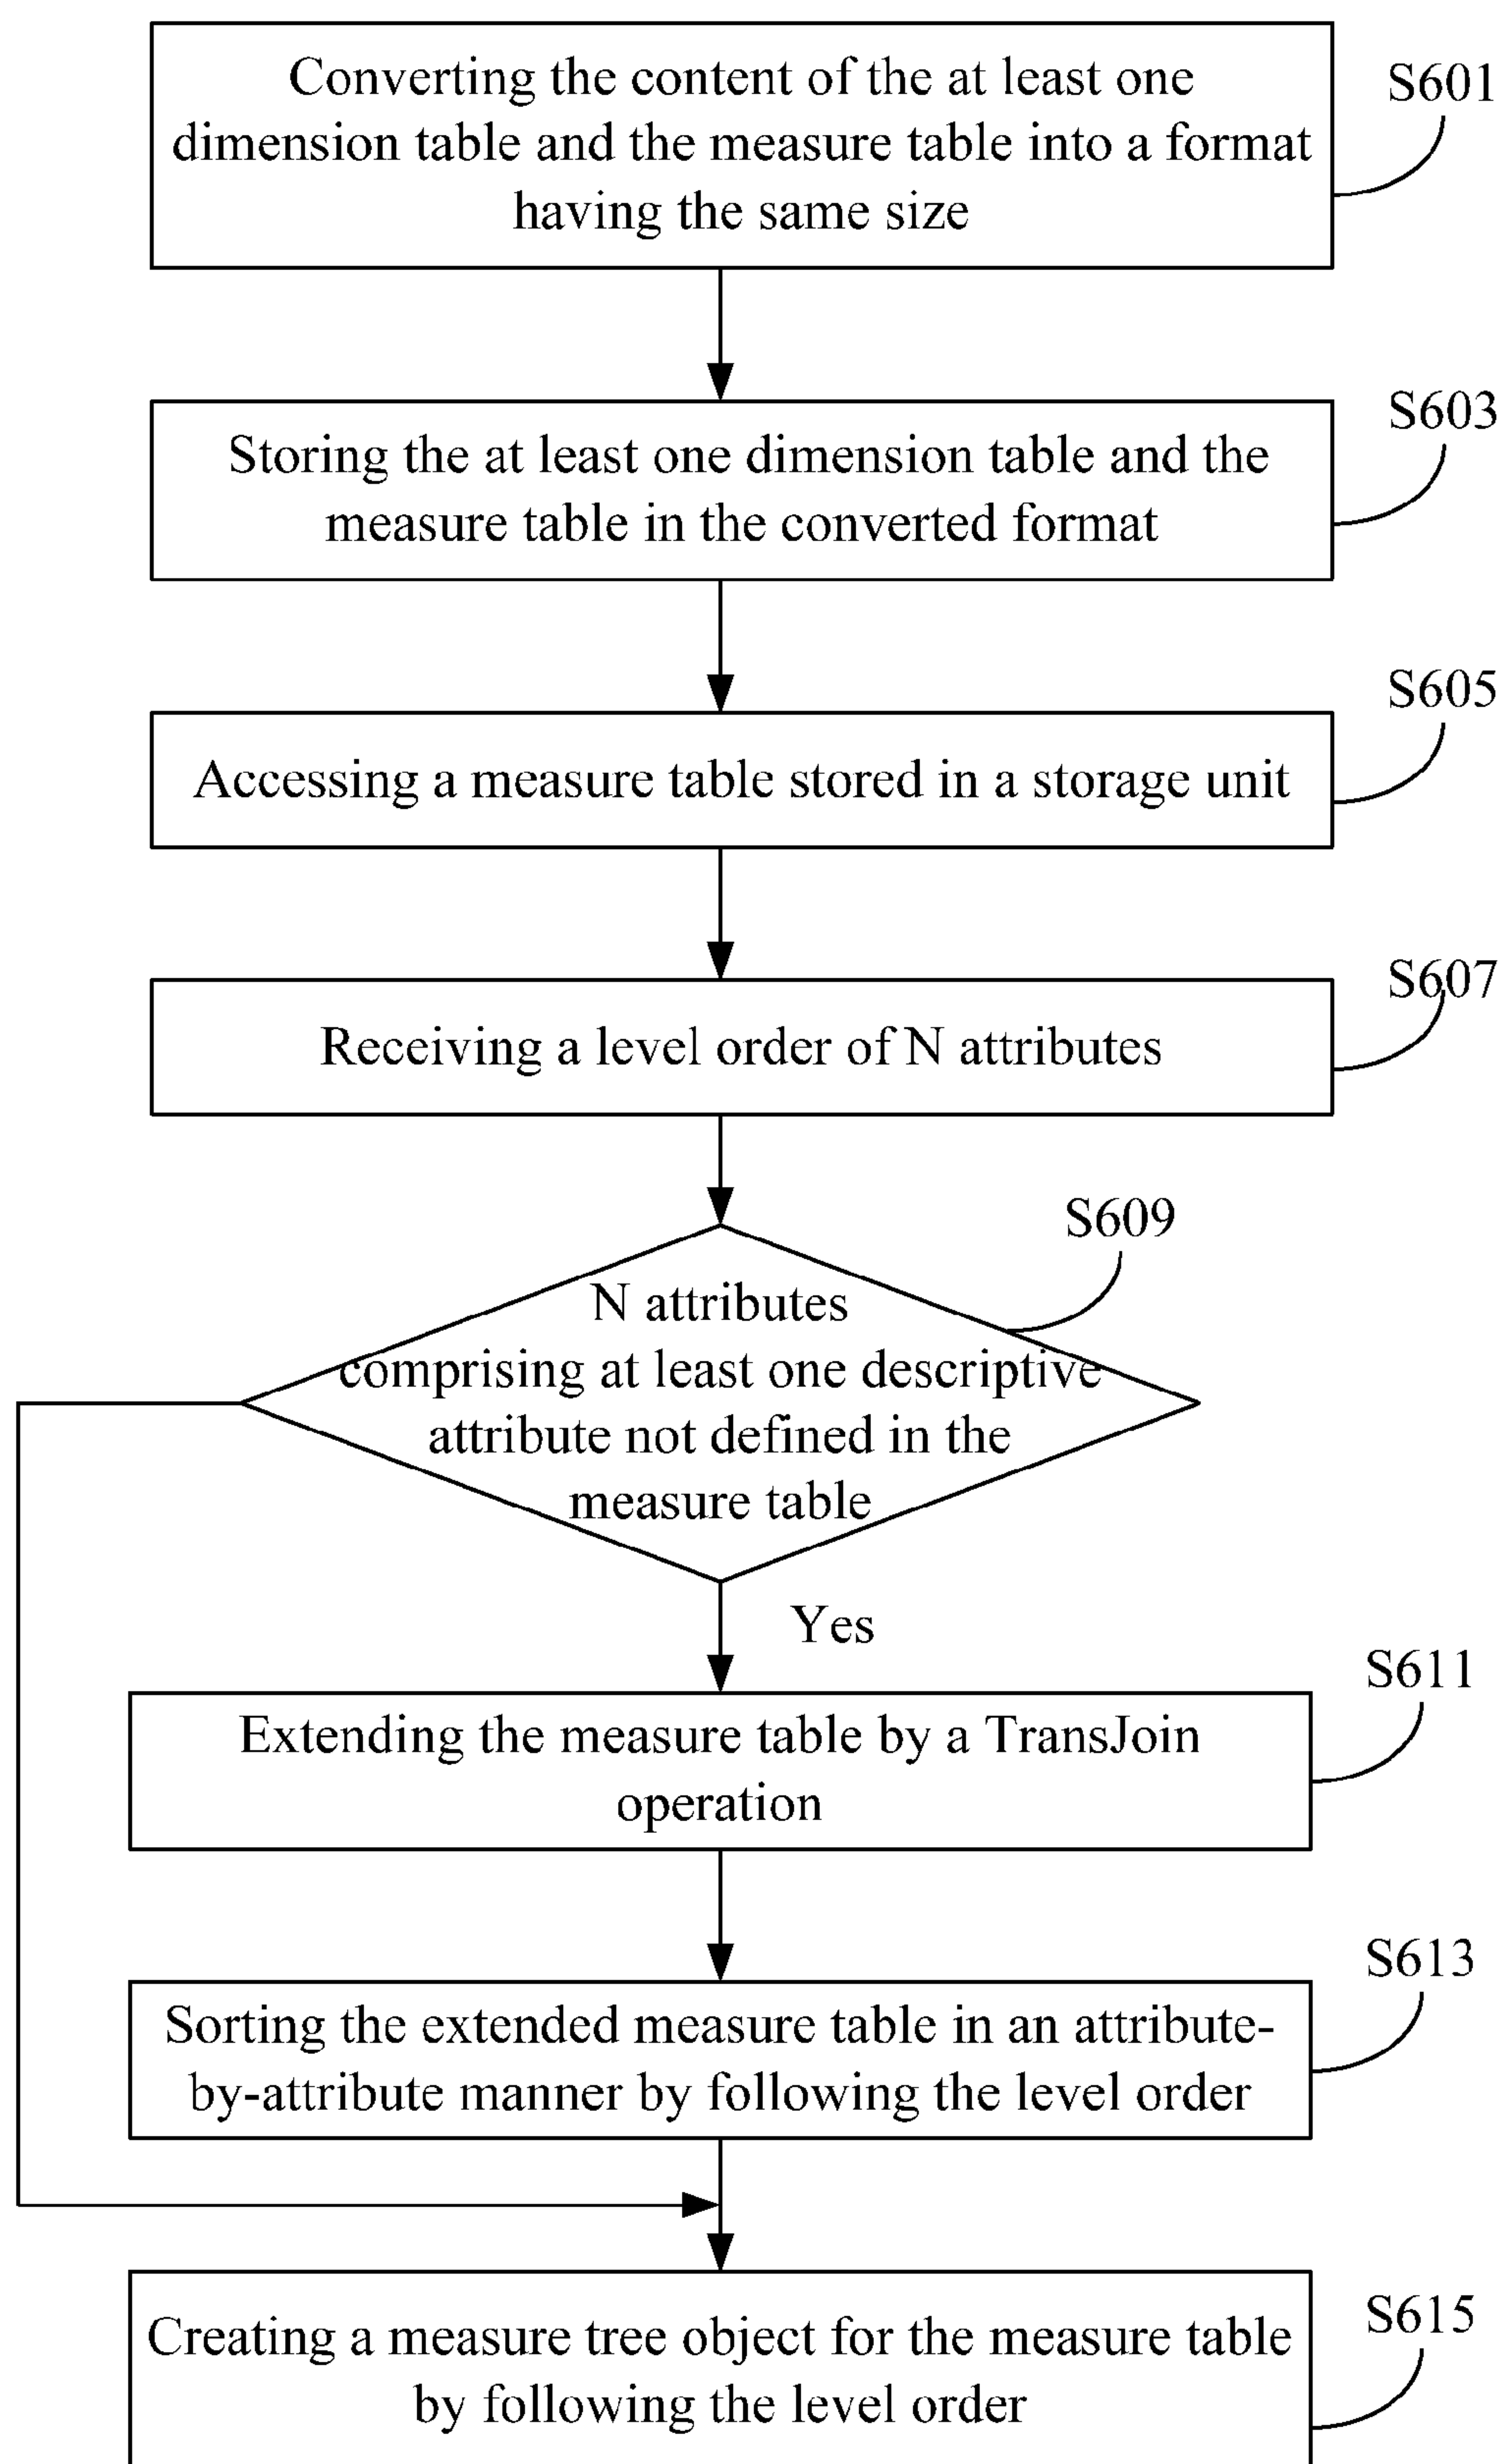 Converting the content of the at least one
dimension table and the measure table into a format
having the same size
S601
Storing the at least one dimension table and the
measure table in the converted format
S603
Accessing a measure table stored in a storage unit
S605
Receiving a level order of N attributes
S607
N attributes
comprising at least one descriptive
attribute not defined in the
measure table
S609
Yes
Extending the measure table by a TransJoin
operation
S611
Sorting the extended measure table in an attribute-
by-attribute manner by following the level order
S613
Creating a measure tree object for the measure table
by following the level order
S615